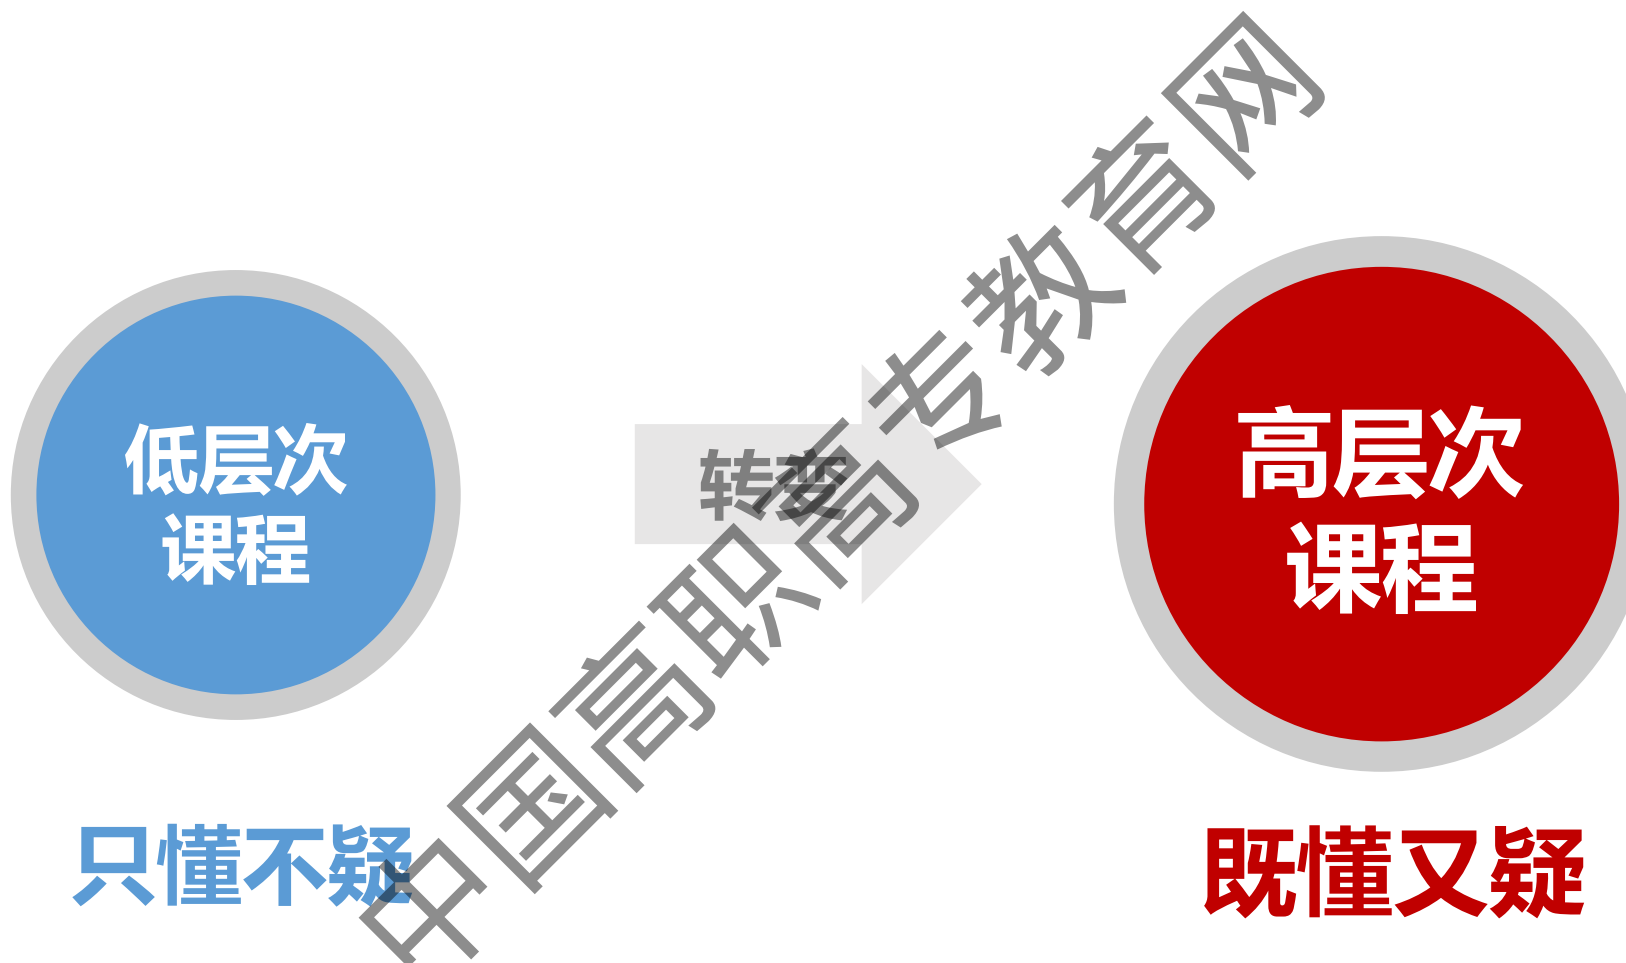 低层次
课程
转变
高层次
课程
只懂不疑
既懂又疑
中国高职高专教育网